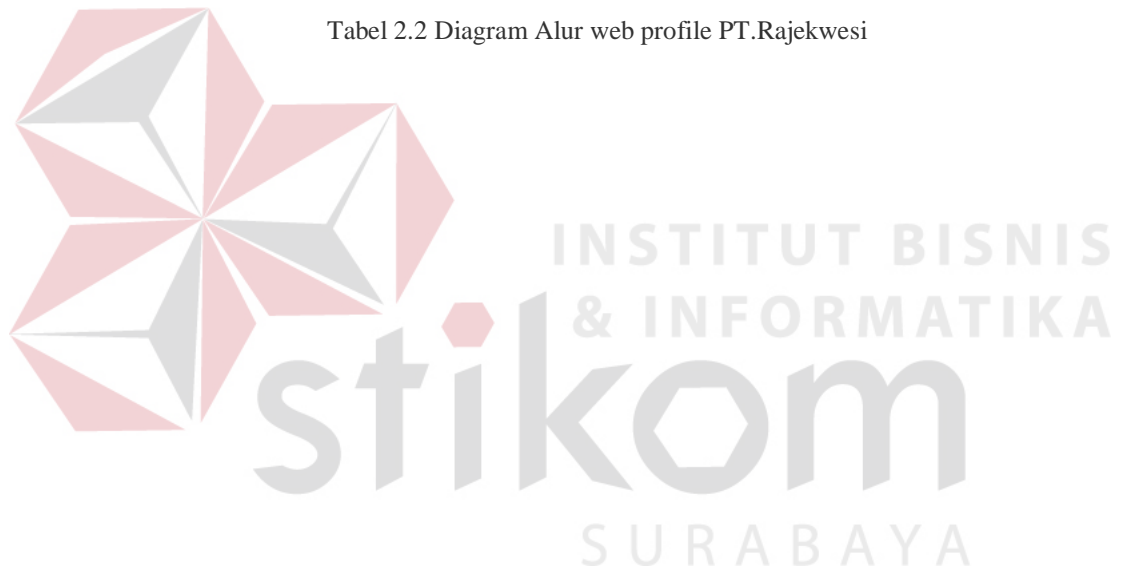 Tabel 2.2 Diagram Alur web profile PT.Rajekwesi
INSTITUT BISNIS
& INFORMATIKA
stikom
SURABAYA